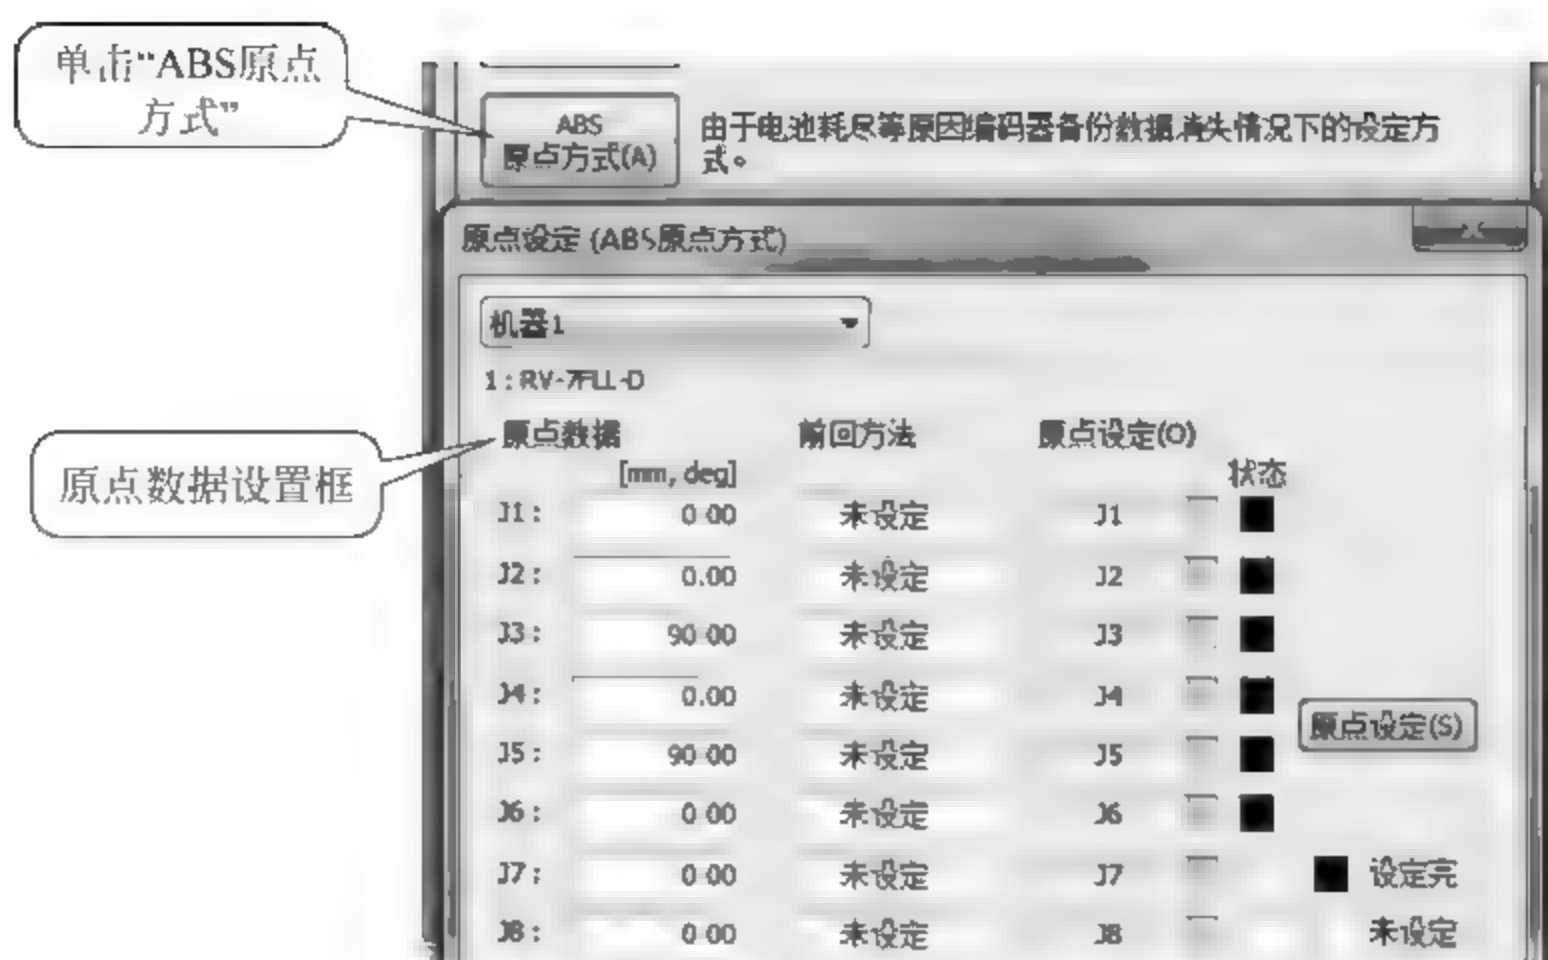 单击“ABS原点
方式”
ABS
原点方式(A)
由于电池耗尽等原因编码器备份数据消失情况下的设定方
式。
原点设定 (ABS原点方式)
机器1
1：RV-7FLL-D
原点数据 前回方法 原点设定(O)
[mm, deg] 状态
原点数据设置框
J1： 0.00 未设定 J1
J2： 0.00 未设定 J2
J3： 90.00 未设定 J3
J4： 0.00 未设定 J4
原点设定(S)
J5： 90.00 未设定 J5
J6： 0.00 未设定 J6
J7： 0.00 未设定 J7 设定完
J8： 0.00 未设定 J8 未设定